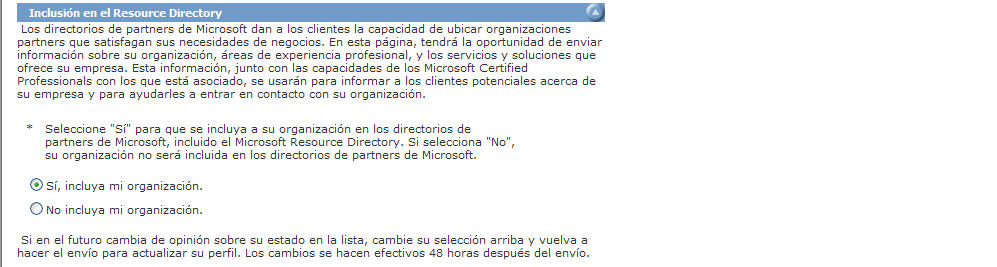 Inclusión en el Resource Directory
Los directorios de partners de Microsoft dan a los clientes la capacidad de ubicar organizaciones
partners que satisfagan sus necesidades de negocios. En esta página, tendrá la oportunidad de enviar
información sobre su organización, áreas de experiencia profesional, y los servicios y soluciones que
ofrece su empresa. Esta información, junto con las capacidades de los Microsoft Certified
Professionals con los que está asociado, se usarán para informar a los clientes potenciales acerca de
su empresa y para ayudarles a entrar en contacto con su organización.
* Seleccione "Sí" para que se incluya a su organización en los directorios de
partners de Microsoft, incluido el Microsoft Resource Directory. Si selecciona "No",
su organización no será incluida en los directorios de partners de Microsoft.
Sí, incluya mi organización.
No incluya mi organización.
Si en el futuro cambia de opinión sobre su estado en la lista, cambie su selección arriba y vuelva a
hacer el envío para actualizar su perfil. Los cambios se hacen efectivos 48 horas después del envío.